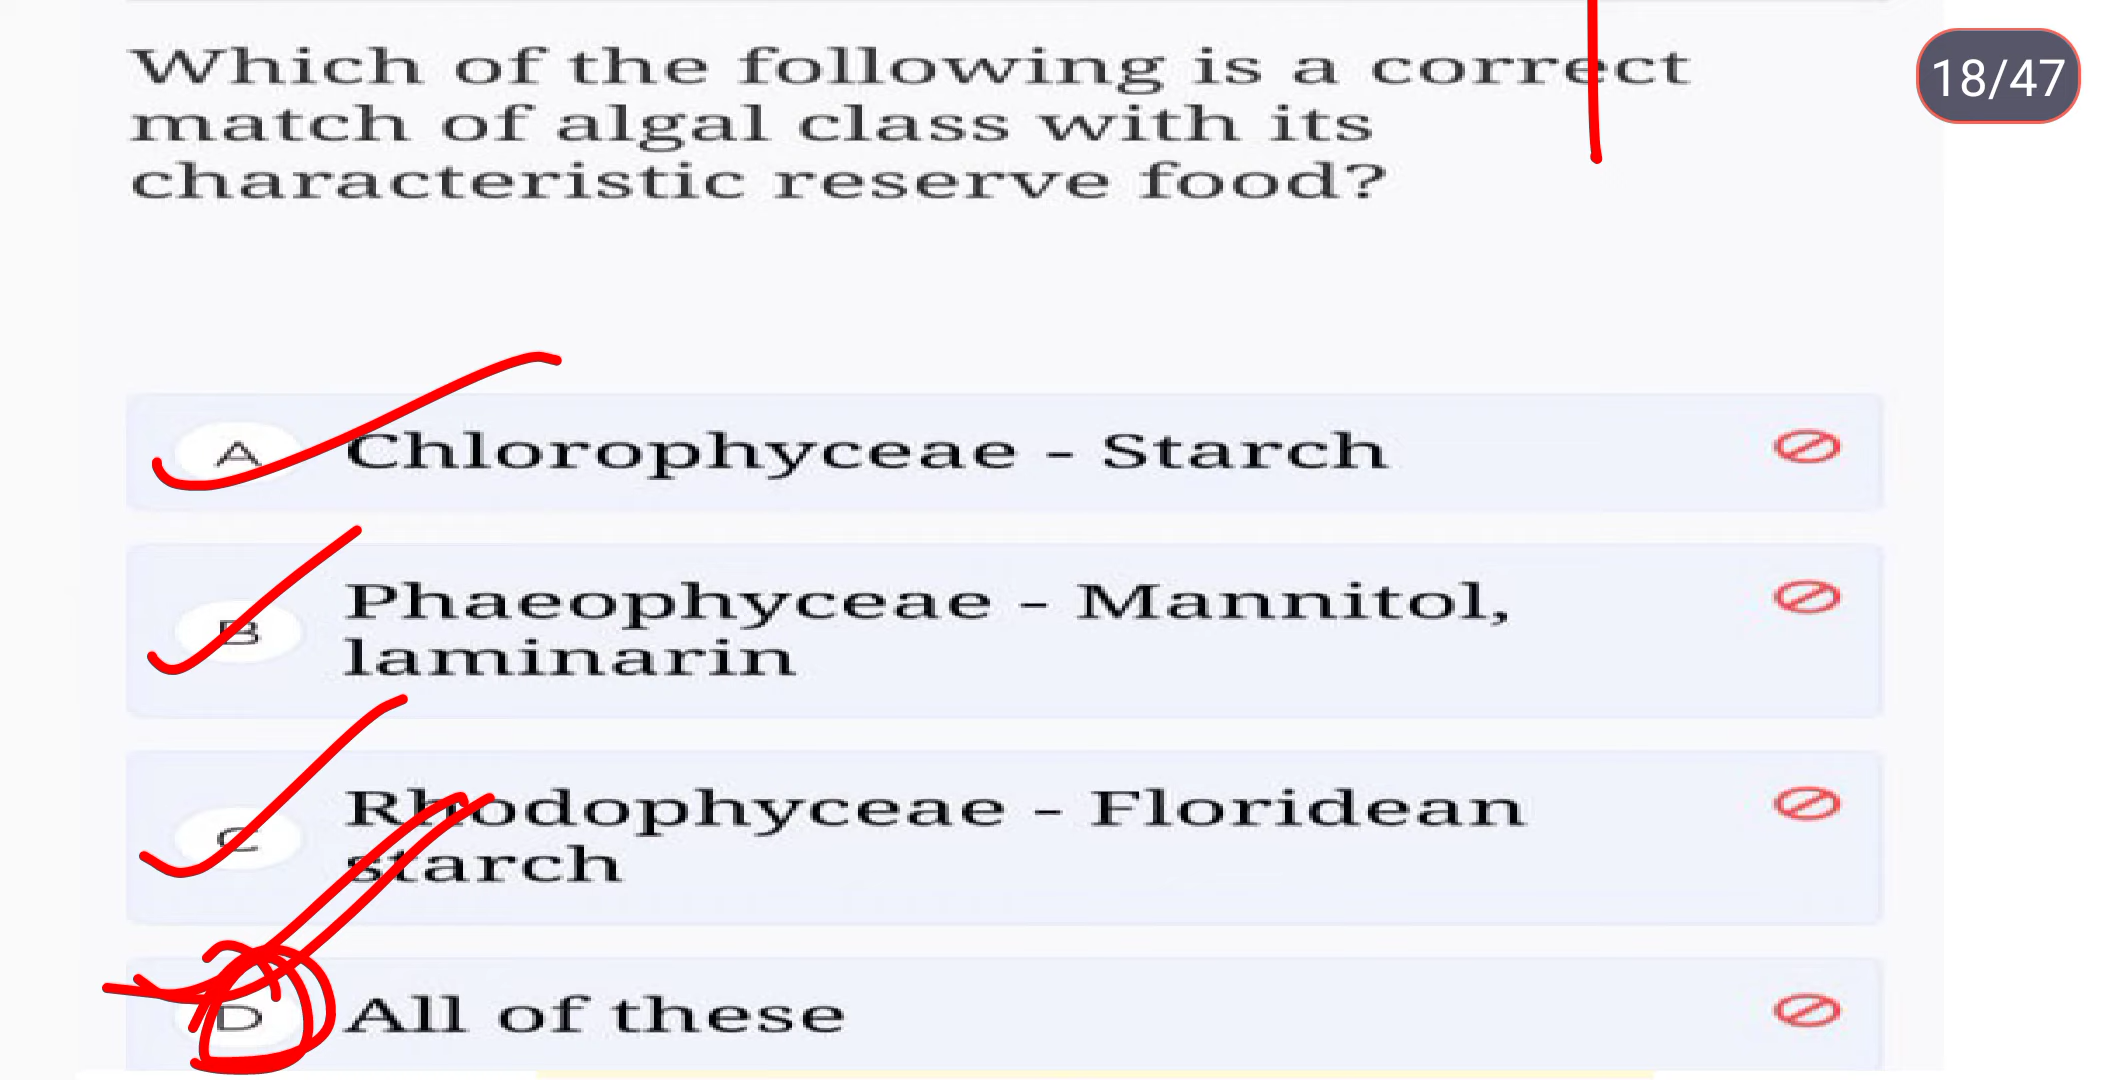 Which of the following is a correct
18/47
match of algal class with its
characteristic reserve food?
A Chlorophyceae - Starch
B Phaeophyceae - Mannitol,
laminarin
C Rhodophyceae - Floridean
starch
D All of these